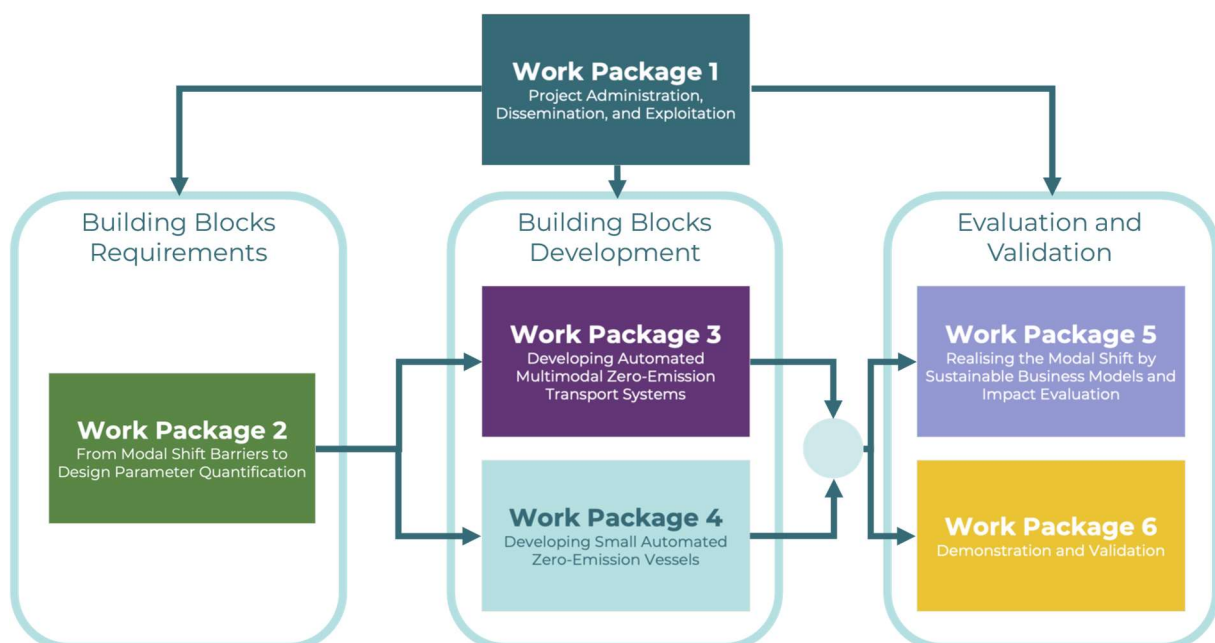 Work Package 1
Project Administration,
Dissemination, and Exploitation
Building Blocks
Requirements
Work Package 2
From Modal Shift Barriers to
Design Parameter Quantification
Building Blocks
Development
Work Package 3
Developing Automated
Multimodal Zero-Emission
Transport Systems
Work Package 4
Developing Small Automated
Zero-Emission Vessels
Evaluation and
Validation
Work Package 5
Realising the Modal Shift by
Sustainable Business Models and
Impact Evaluation
Work Package 6
Demonstration and Validation